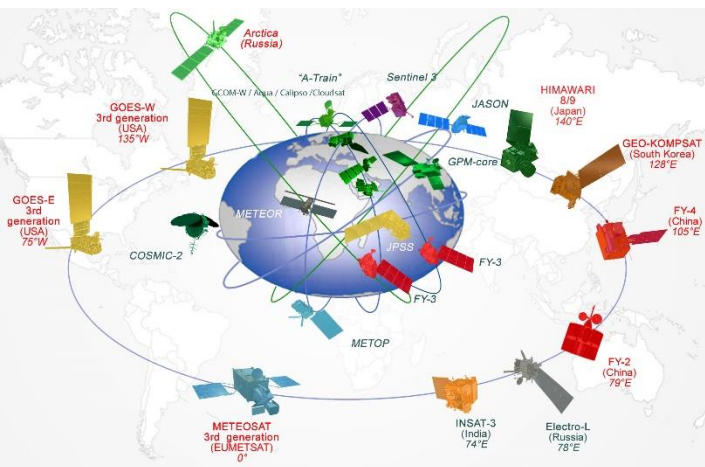 Arctica
(Russia)
"A-Train"
GCOM-W / Aqua / Calipso /Cloudsat
Sentinel 3
JASON
HIMAWARI
8/9
(Japan)
140°E
GOES-W
3rd generation
(USA)
135°W
GPM-core
GEO-KOMPSAT
(South Korea)
128°E
GOES-E
3rd
generation
(USA)
75°W
METEOR
FY-4
(China)
105°E
COSMIC-2
JPSS
FY-3
FY-3
METOP
FY-2
(China)
79°E
METEOSAT
3rd generation
(EUMETSAT)
0°
INSAT-3
(India)
74°E
Electro-L
(Russia)
78°E